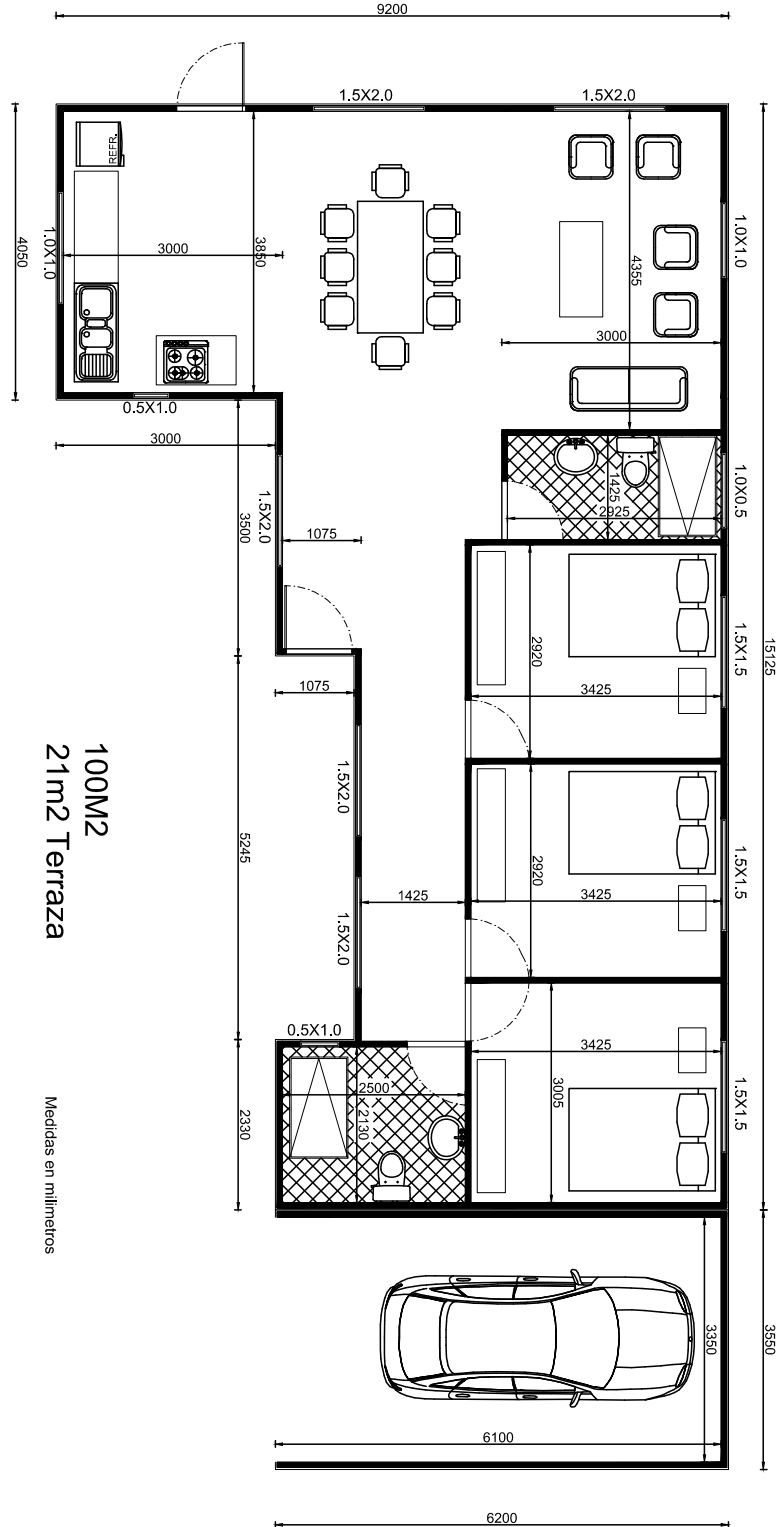 9200
1.5X2.0
1.5X2.0
REFR.
4050
1.0X1.0
3000
3850
4355
1.0X1.0
3000
0.5X1.0
3000
3500
1.5X2.0
1075
1425
2925
1.0X0.5
15125
2920
3425
1.5X1.5
1075
1.5X2.0
5245
100M2
21m2 Terraza
1425
2920
3425
1.5X1.5
1.5X2.0
0.5X1.0
3425
3005
1.5X1.5
2500
2130
2330
Medidas en milimetros
3350
3550
6100
6200